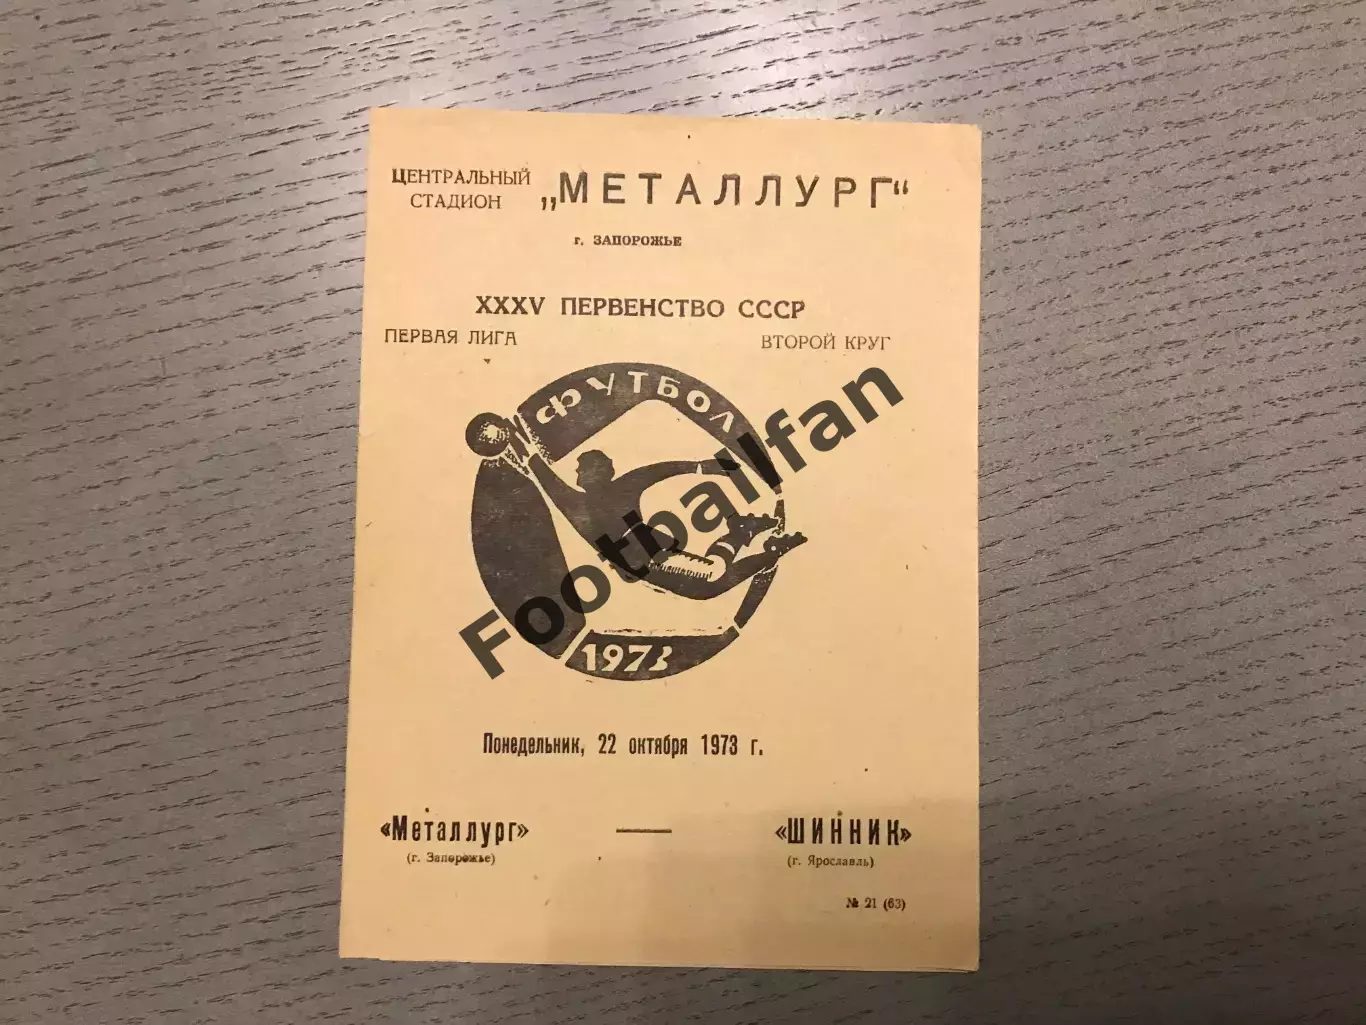 ЦЕНТРАЛЬНЫЙ
СТАДИОН
„МЕТАЛЛУРГ“
г. ЗАПОРОЖЬЕ
XXXV ПЕРВЕНСТВО СССР
ПЕРВАЯ ЛИГА
ВТОРОЙ КРУГ
ФУТБОЛ
1973
Footballfan
Понедельник, 22 октября 1973 г.
«Металлург» — «ШИННИК»
(г. Запорожье) (г. Ярославль)
№ 21 (63)